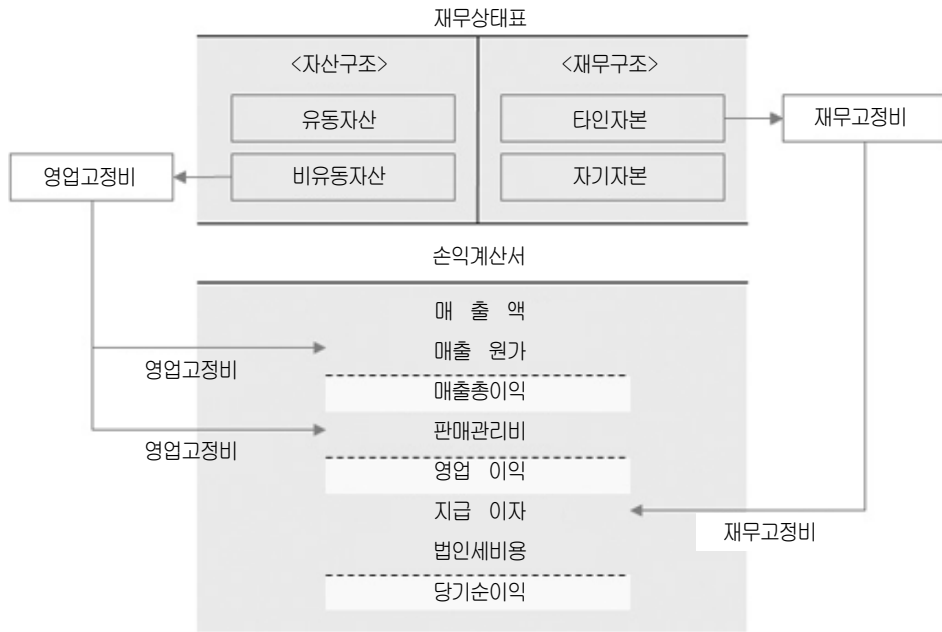 재무상태표
<자산구조> <재무구조>
유동자산 타인자본 재무고정비
영업고정비 비유동자산 자기자본
손익계산서
매 출 액
매출 원가
영업고정비
매출총이익
판매관리비
영업고정비
영업 이익
지급 이자
재무고정비
법인세비용
당기순이익